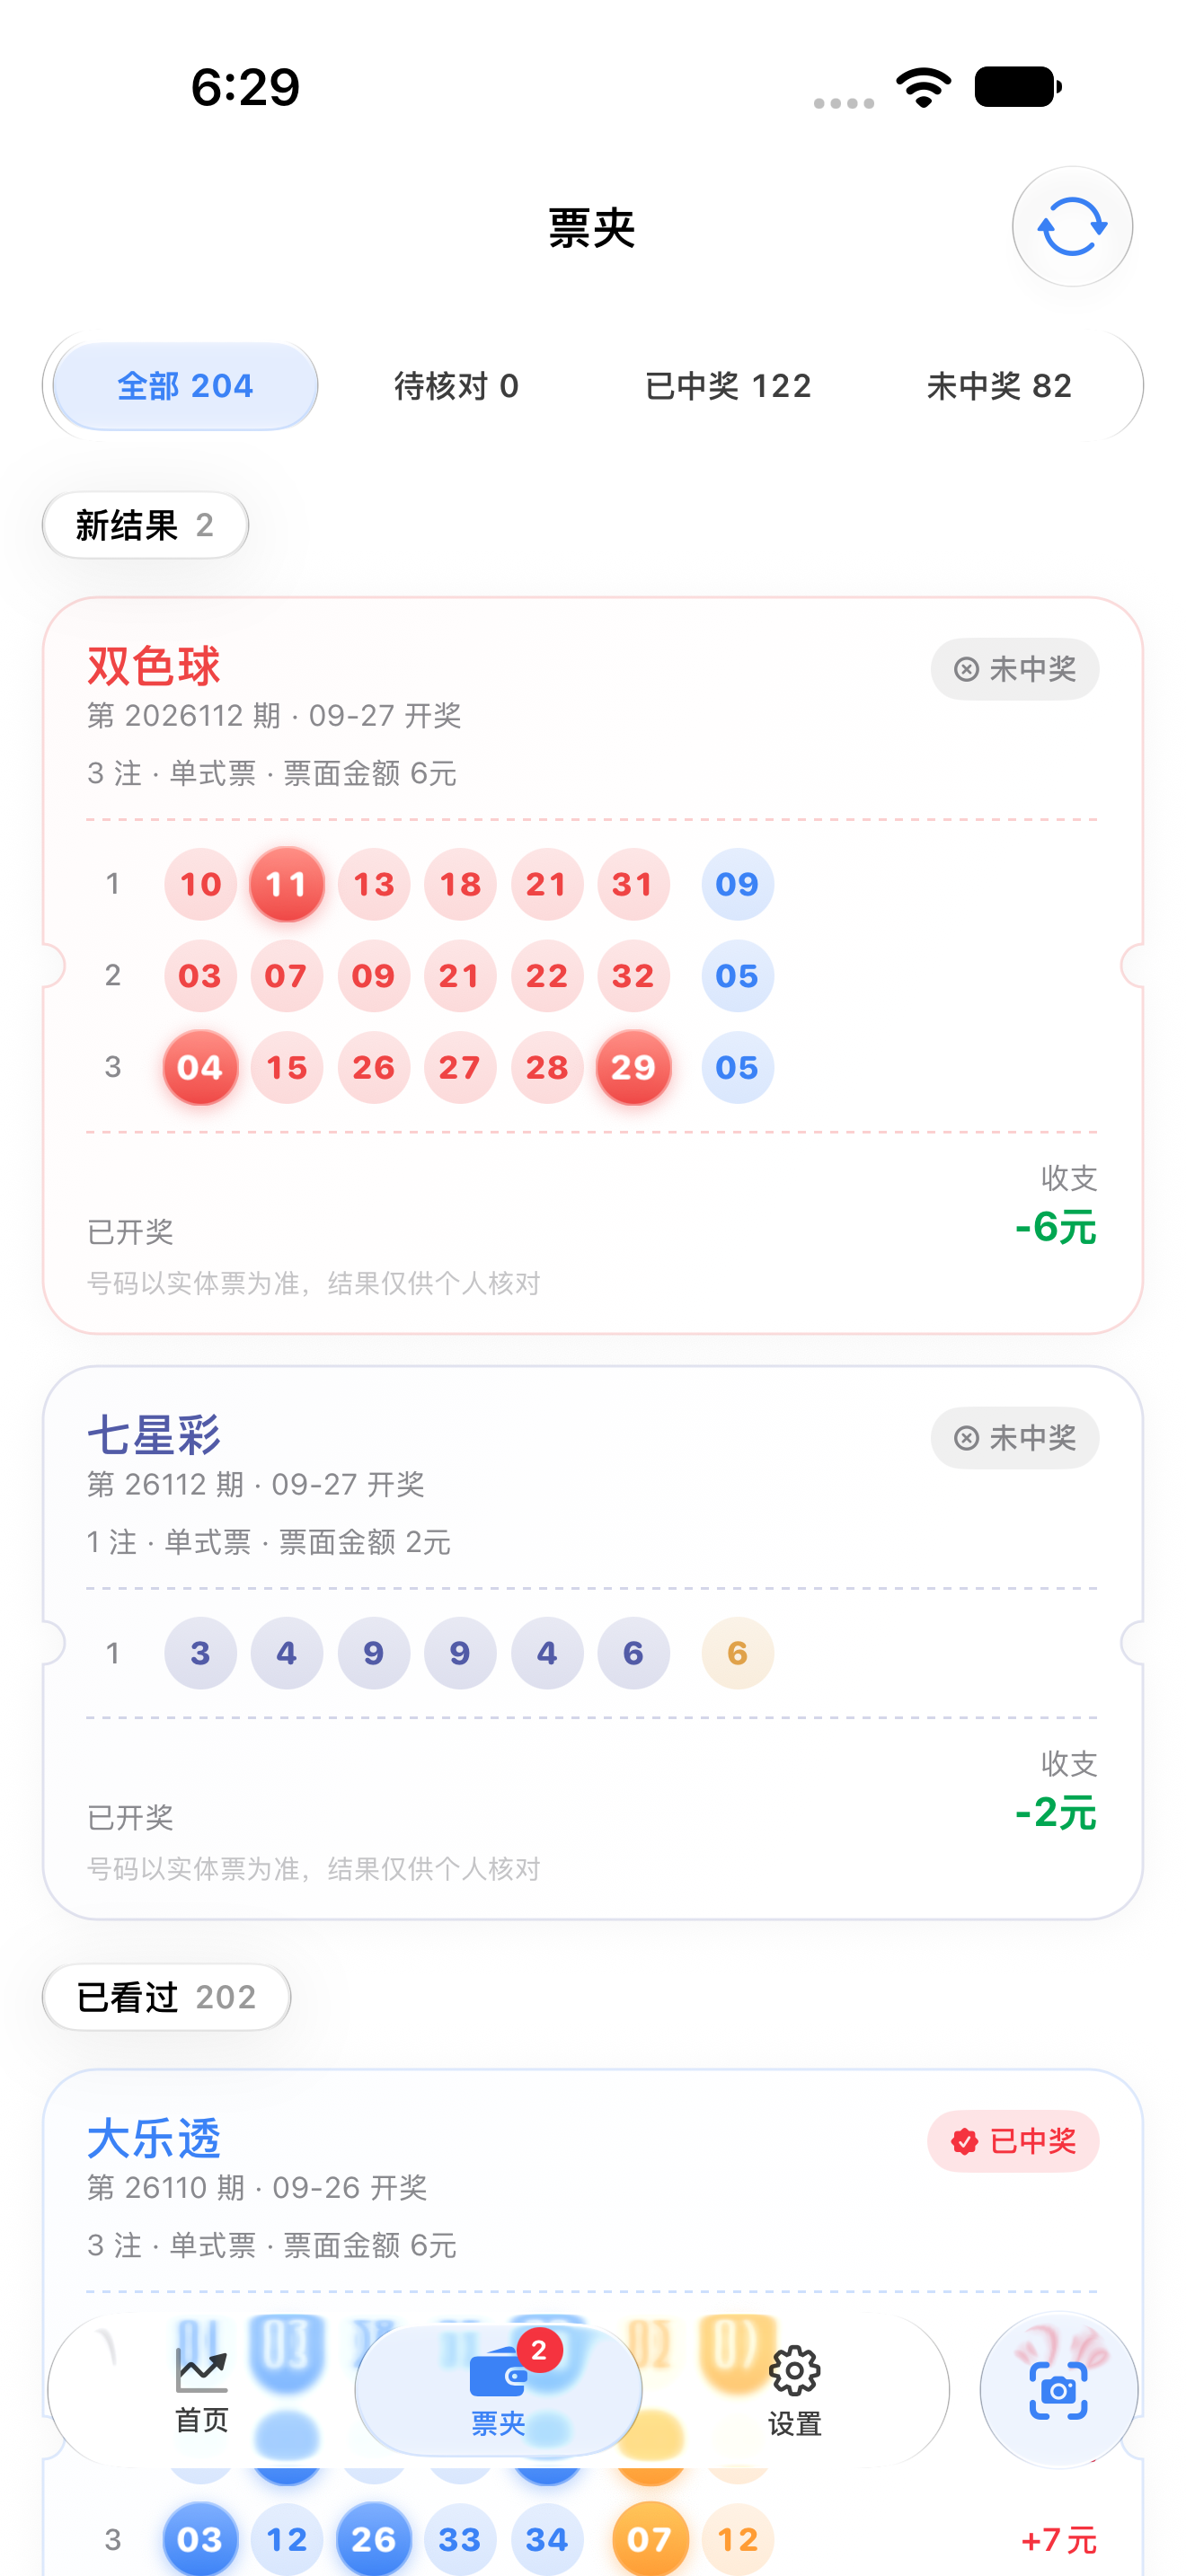 6:29
票夹
全部 204 待核对 0 已中奖 122 未中奖 82
新结果 2
双色球 未中奖
第 2026112 期 · 09-27 开奖
3 注 · 单式票 · 票面金额 6元
1 10 11 13 18 21 31 09
2 03 07 09 21 22 32 05
3 04 15 26 27 28 29 05
收支
已开奖 -6元
号码以实体票为准，结果仅供个人核对
七星彩 未中奖
第 26112 期 · 09-27 开奖
1 注 · 单式票 · 票面金额 2元
1 3 4 9 9 4 6 6
收支
已开奖 -2元
号码以实体票为准，结果仅供个人核对
已看过 202
大乐透 已中奖
第 26110 期 · 09-26 开奖
3 注 · 单式票 · 票面金额 6元
2
首页 票夹 设置
3 03 12 26 33 34 07 12 +7 元